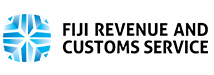 FIJI REVENUE AND
CUSTOMS SERVICE